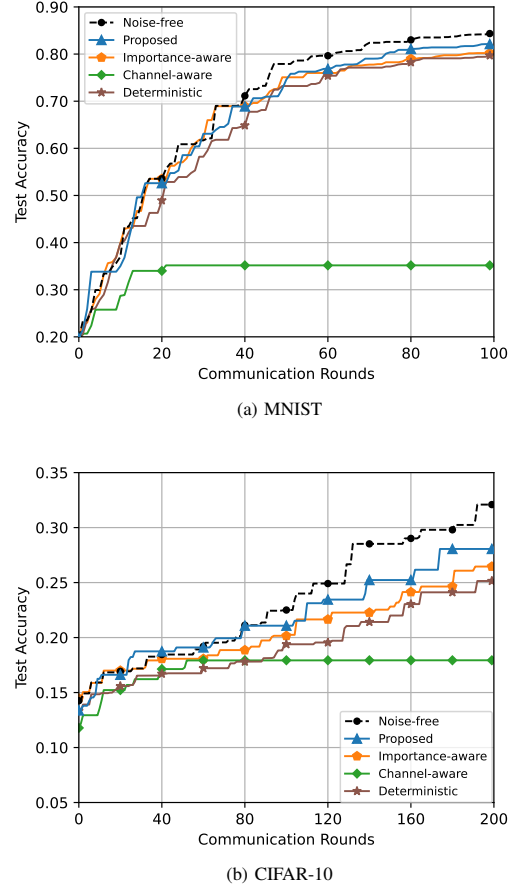 0.90
0.80
0.70
0.60
0.50
0.40
0.30
0.20
Test Accuracy
Noise-free
Proposed
Importance-aware
Channel-aware
Deterministic
0 20 40 60 80 100
Communication Rounds
(a) MNIST
0.35
0.30
0.25
0.20
0.15
0.10
0.05
Test Accuracy
Noise-free
Proposed
Importance-aware
Channel-aware
Deterministic
0 40 80 120 160 200
Communication Rounds
(b) CIFAR-10